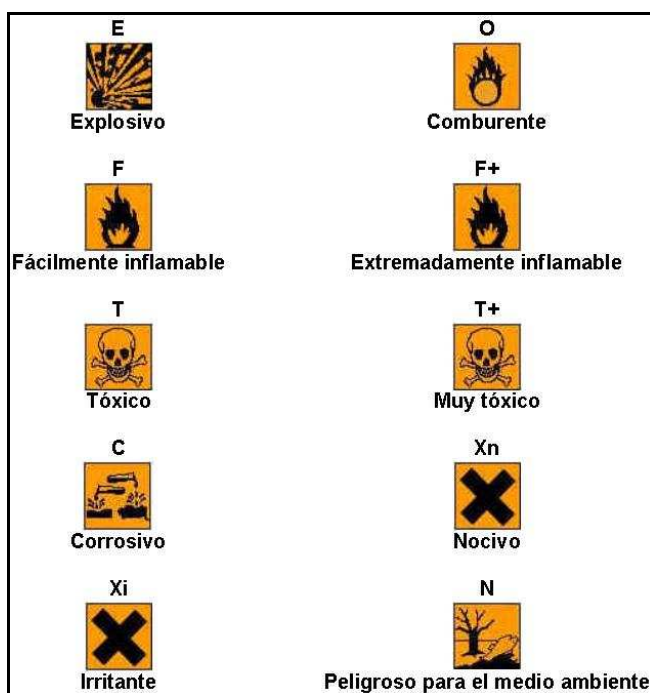 E
O
Explosivo
Comburente
F
F+
Fácilmente inflamable
Extremadamente inflamable
T
T+
Tóxico
Muy tóxico
C
Xn
Corrosivo
Nocivo
Xi
N
Irritante
Peligroso para el medio ambiente